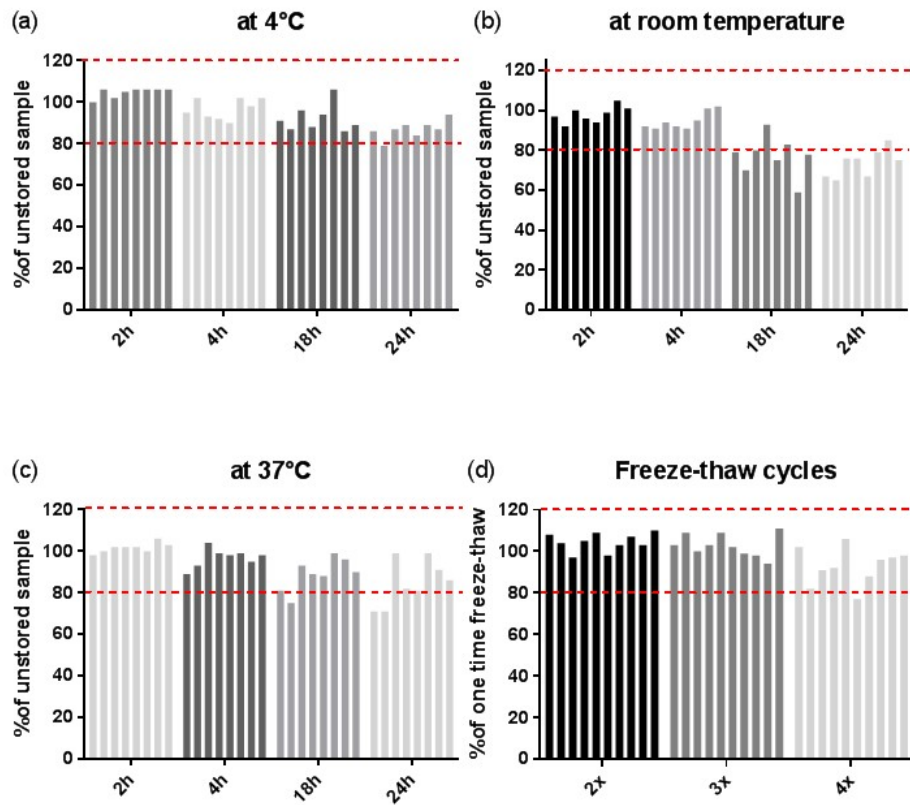 (a)
at 4°C
%of unstored sample
120
100
80
60
40
20
0
2h
4h
18h
24h
(b)
at room temperature
%of unstored sample
120
100
80
60
40
20
0
2h
4h
18h
24h
(c)
at 37°C
%of unstored sample
120
100
80
60
40
20
0
2h
4h
18h
24h
(d)
Freeze-thaw cycles
%of one time freeze-thaw
120
100
80
60
40
20
0
2x
3x
4x